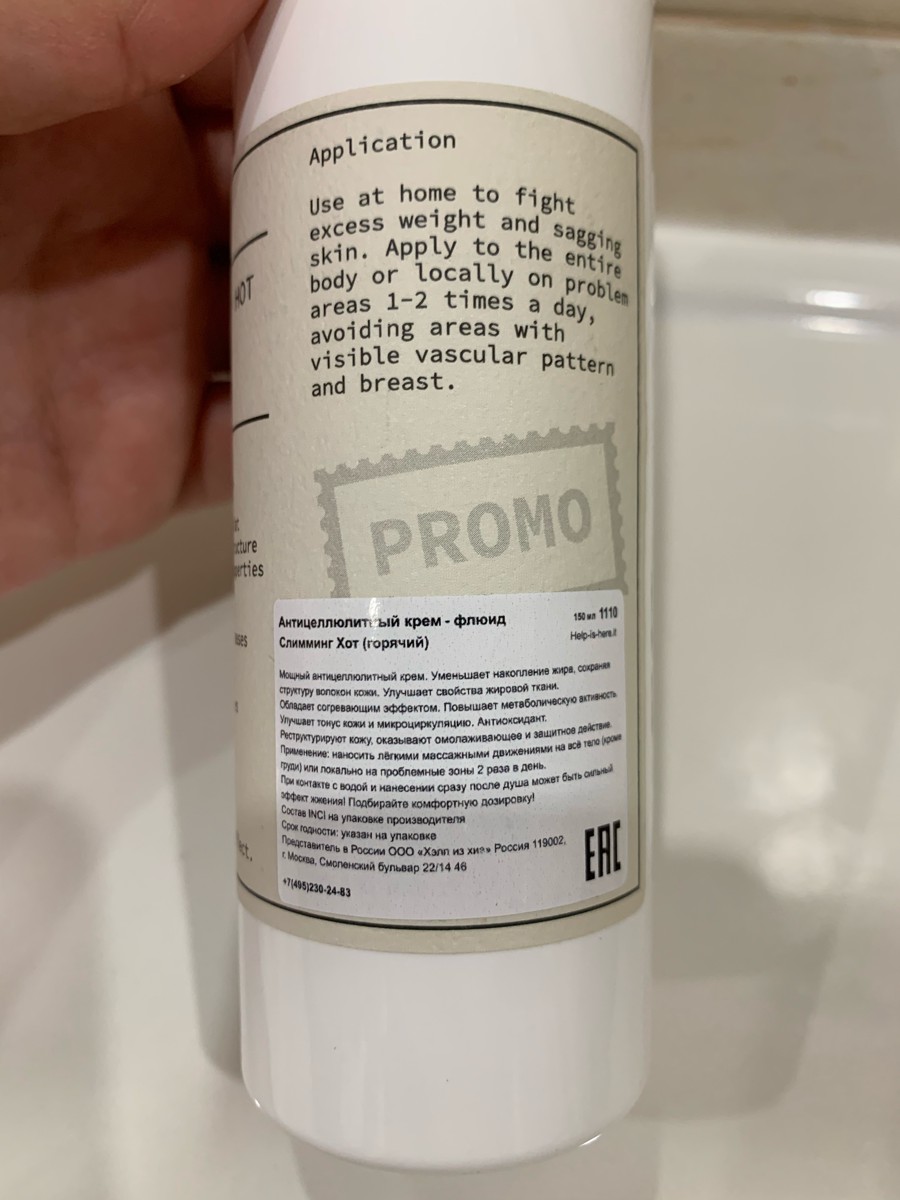 Application
Use at home to fight
excess weight and sagging
skin. Apply to the entire
body or locally on problem
areas 1-2 times a day,
avoiding areas with
visible vascular pattern
and breast.
HOT
PROMO
Антицеллюлитный крем - флюид
150 мл 1110
Слимминг Хот (горячий)
Help-is-here.it
Мощный антицеллюлитный крем. Уменьшает накопление жира, сохраняя
структуру волокон кожи. Улучшает свойства жировой ткани.
Обладает согревающим эффектом. Повышает метаболическую активность.
Улучшает тонус кожи и микроциркуляцию. Антиоксидант.
Реструктурируют кожу, оказывают омолаживающее и защитное действие.
Применение: наносить лёгкими массажными движениями на всё тело (кроме
груди) или локально на проблемные зоны 2 раза в день.
При контакте с водой и нанесении сразу после душа может быть сильный
эффект жжения! Подбирайте комфортную дозировку!
Состав INCI на упаковке производителя
Срок годности: указан на упаковке
Представитель в России ООО «Хэлп из хиа» Россия 119002,
г. Москва, Смоленский бульвар 22/14 46
+7(495)230-24-83
EAC